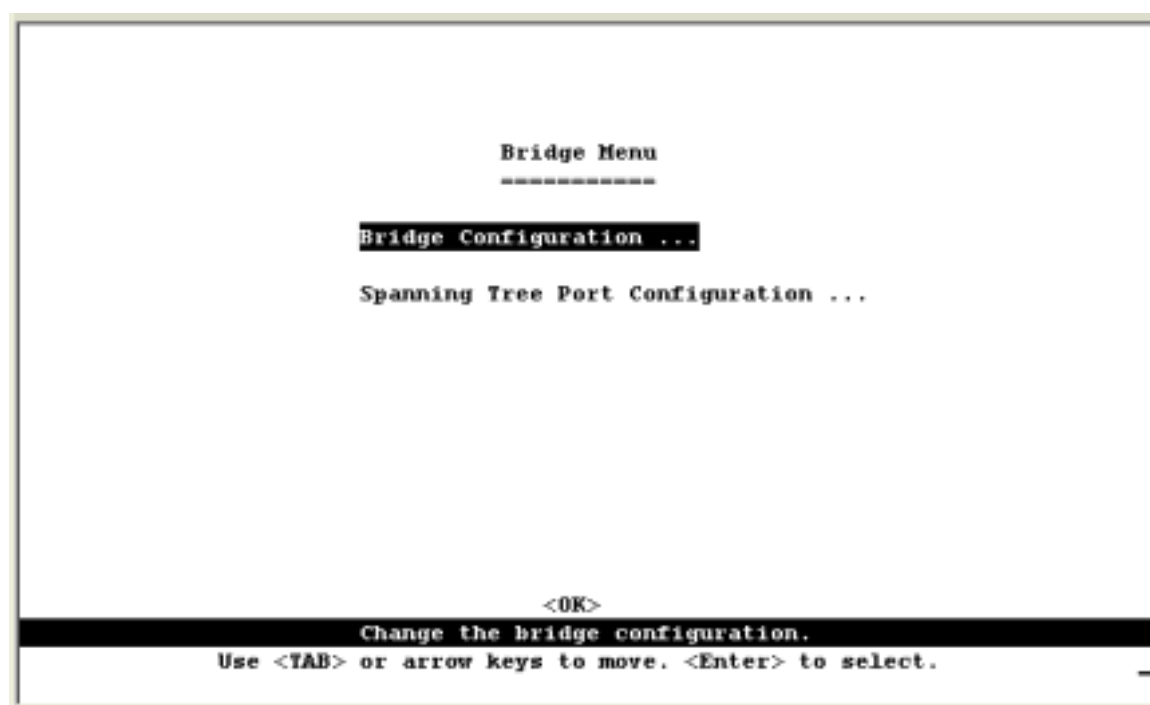 Bridge Menu
===========
Bridge Configuration ...
Spanning Tree Port Configuration ...
<OK>
Change the bridge configuration.
Use <TAB> or arrow keys to move. <Enter> to select.